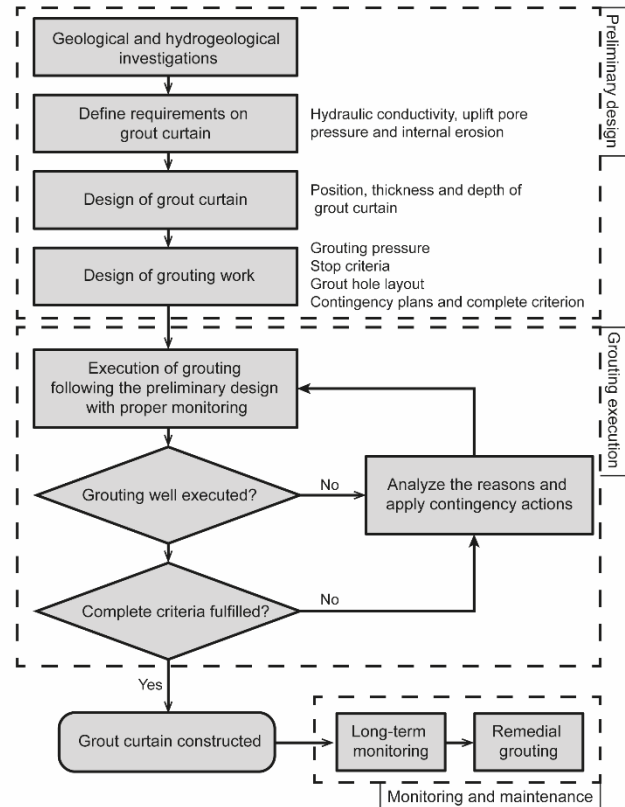 Geological and hydrogeological
investigations
Preliminary design
Define requirements on
grout curtain
Hydraulic conductivity, uplift pore
pressure and internal erosion
Design of grout curtain
Position, thickness and depth of
grout curtain
Design of grouting work
Grouting pressure
Stop criteria
Grout hole layout
Contingency plans and complete criterion
Grouting execution
Execution of grouting
following the preliminary design
with proper monitoring
Grouting well executed?
No
Analyze the reasons and
apply contingency actions
Complete criteria fulfilled?
No
Yes
Grout curtain constructed
Long-term
monitoring
Remedial
grouting
Monitoring and maintenance